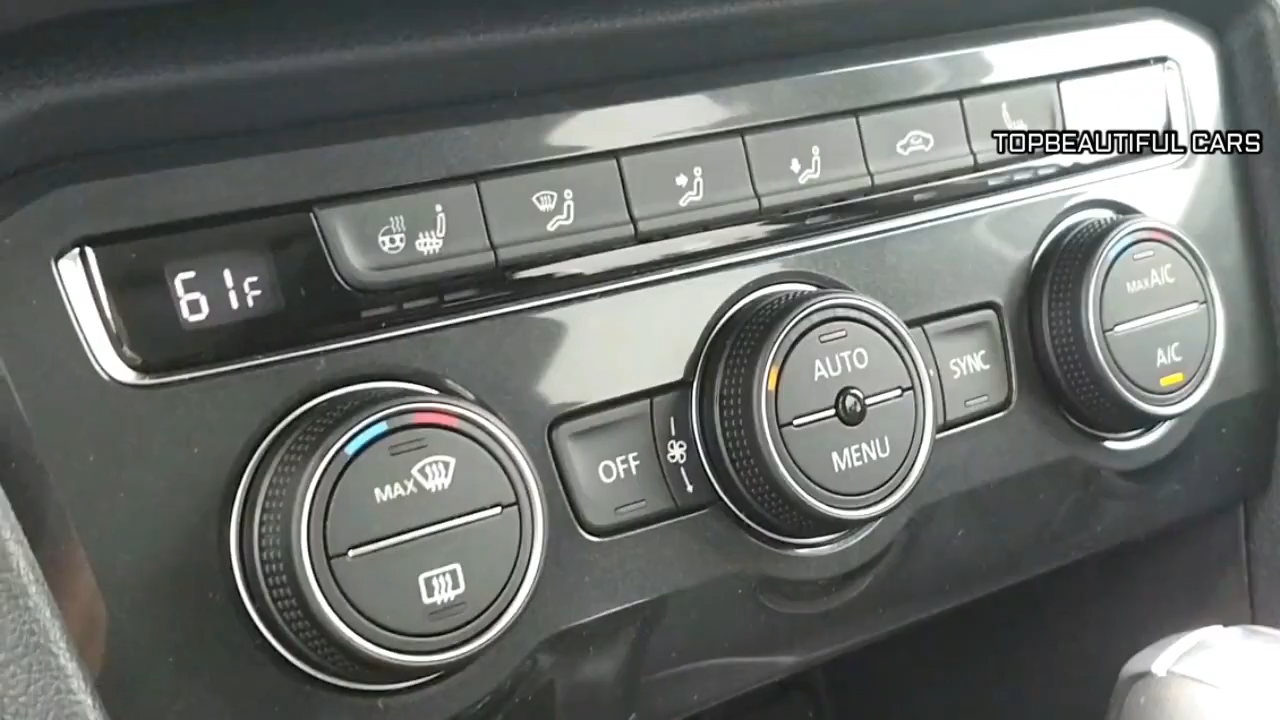 TOPBEAUTIFUL CARS
61F
MAX A/C
A/C
AUTO
SYNC
MENU
OFF
MAX